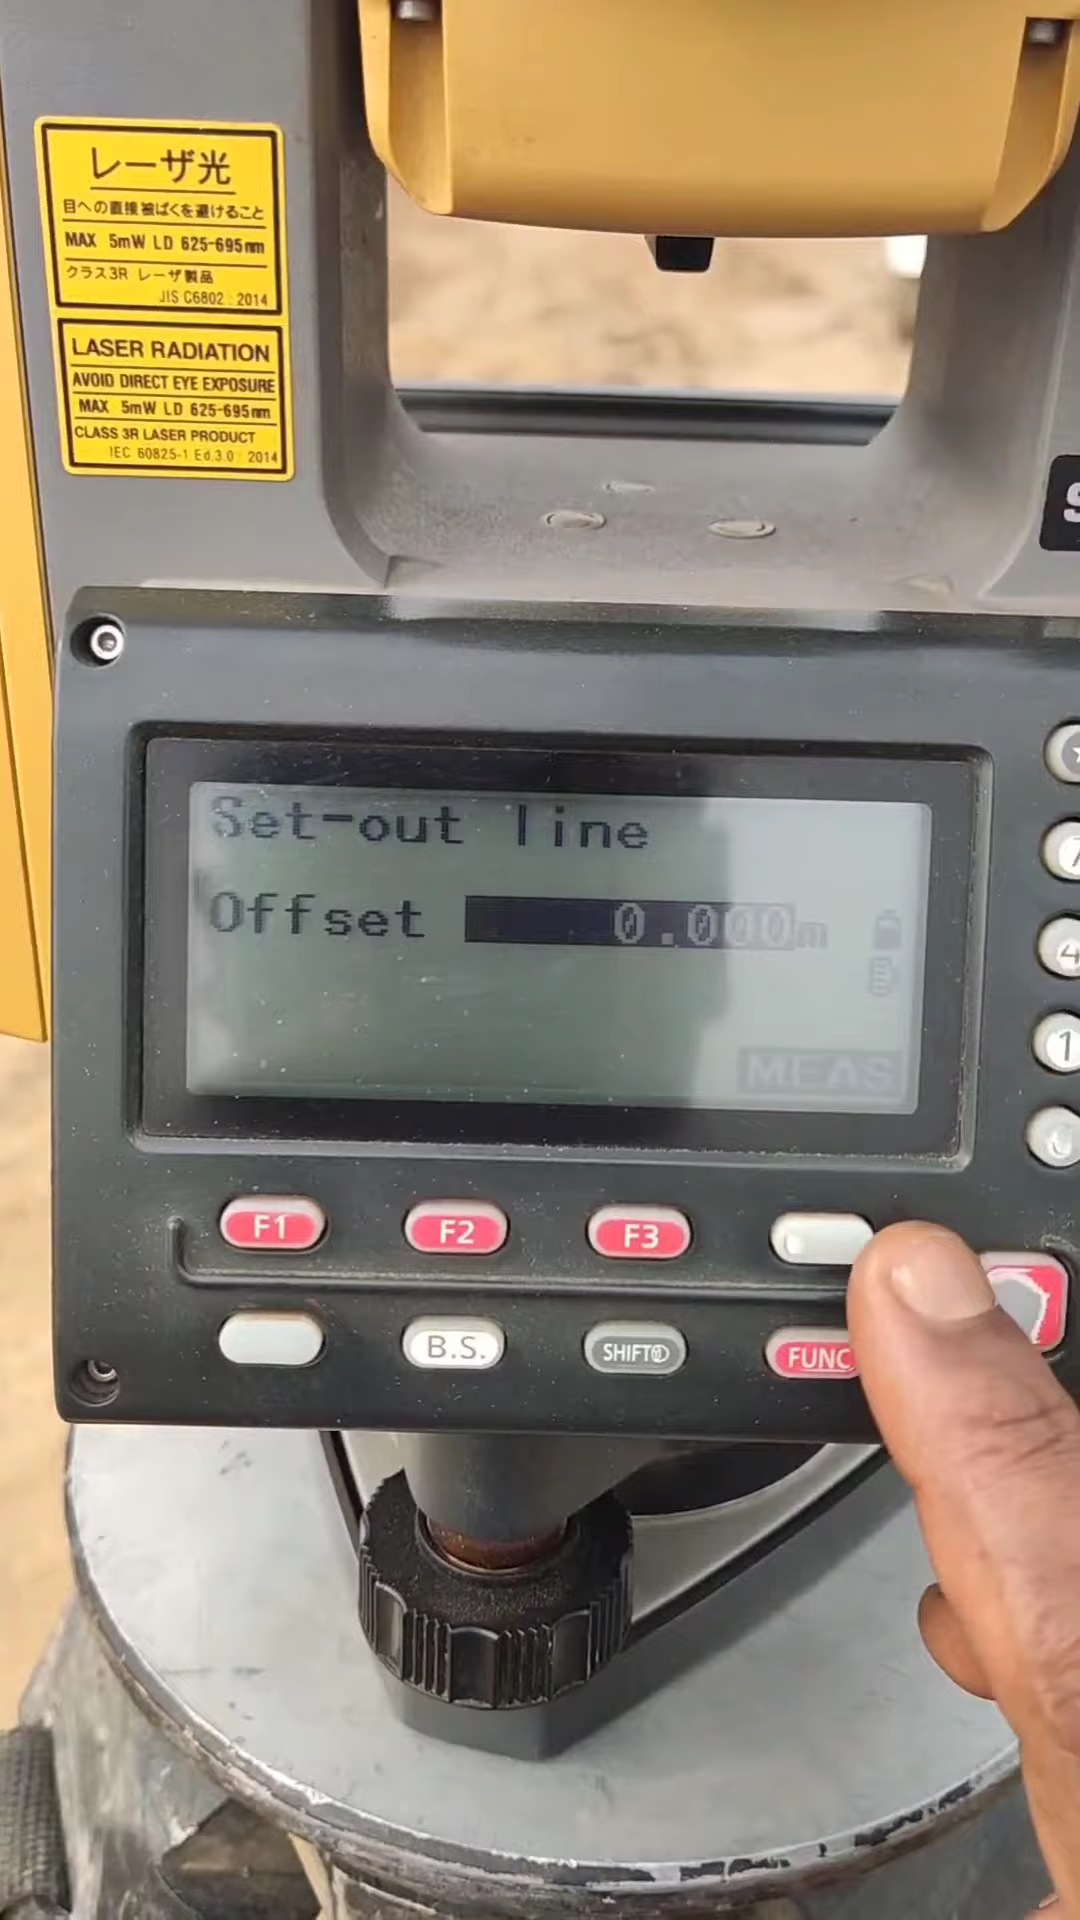 レーザ光
目への直接被ばくを避けること
MAX 5mW LD 625-695nm
クラス3R レーザ製品
JIS C6802 : 2014
LASER RADIATION
AVOID DIRECT EYE EXPOSURE
MAX 5mW LD 625-695nm
CLASS 3R LASER PRODUCT
IEC 60825-1 Ed.3.0 : 2014
S
Set-out line
Offset 0.000m
MEAS
7
4
1
F1 F2 F3
B.S. SHIFT FUNC